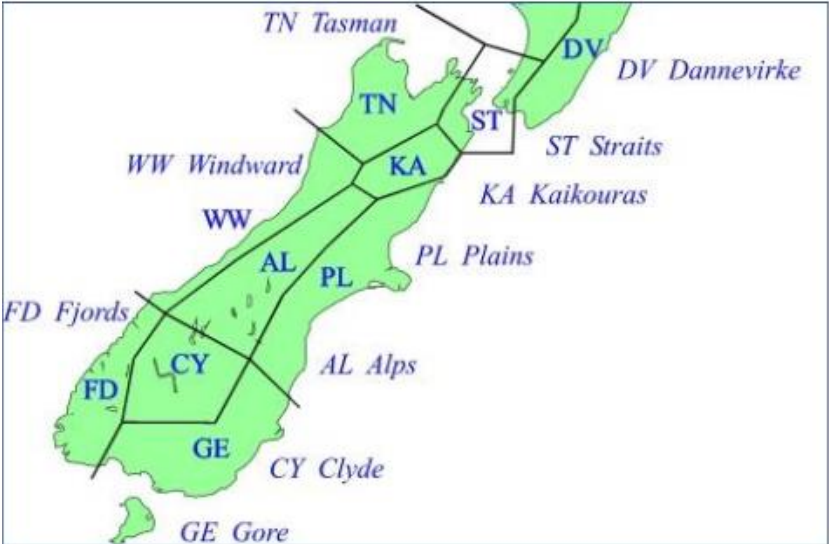 TN Tasman
DV
DV Dannevirke
TN
ST
ST Straits
WW Windward
KA
KA Kaikouras
WW
AL
PL
PL Plains
FD Fjords
CY
AL Alps
FD
GE
CY Clyde
GE Gore